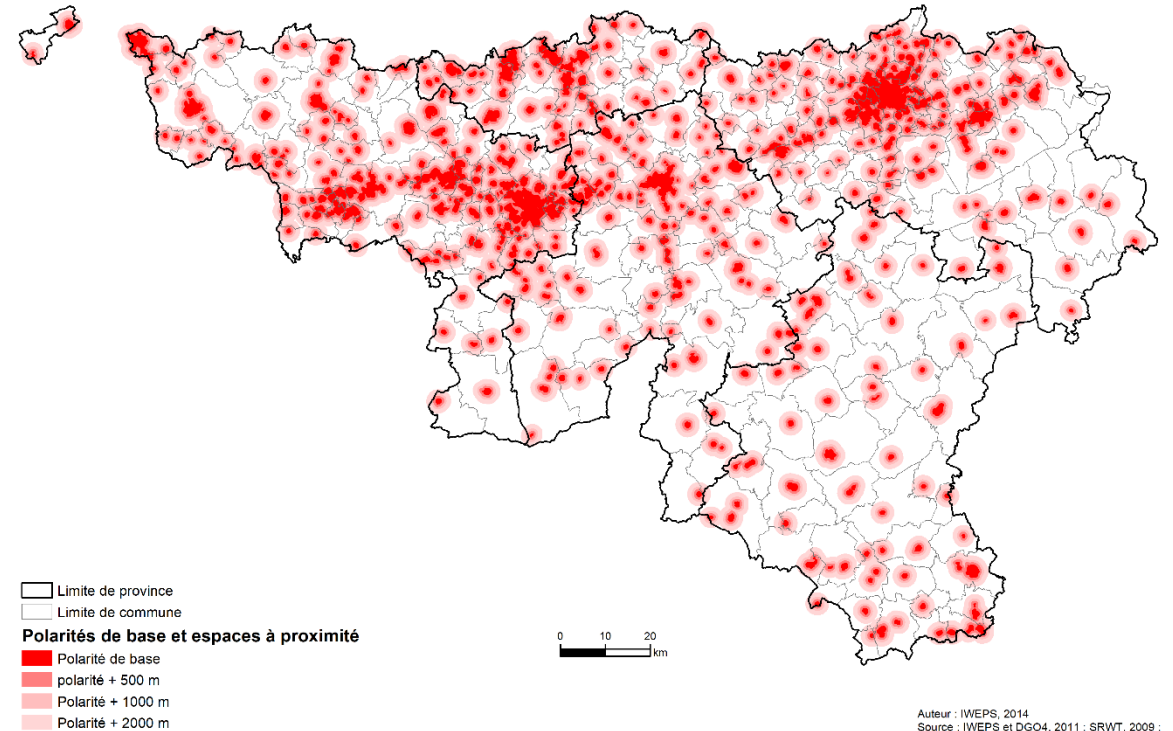 Limite de province
Limite de commune
Polarités de base et espaces à proximité
Polarité de base
polarité + 500 m
Polarité + 1000 m
Polarité + 2000 m
0 10 20
km
Auteur : IWEPS, 2014
Source : IWEPS et DGO4, 2011 ; SRWT, 2009 ;